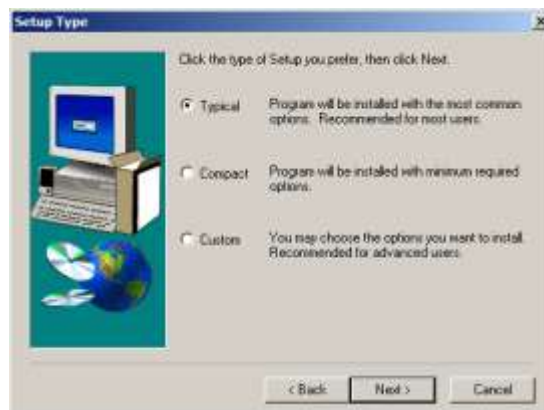 Setup Type
Click the type of Setup you prefer, then click Next.
Typical
Program will be installed with the most common
options. Recommended for most users.
Compact
Program will be installed with minimum required
options.
Custom
You may choose the options you want to install.
Recommended for advanced users.
< Back
Next >
Cancel